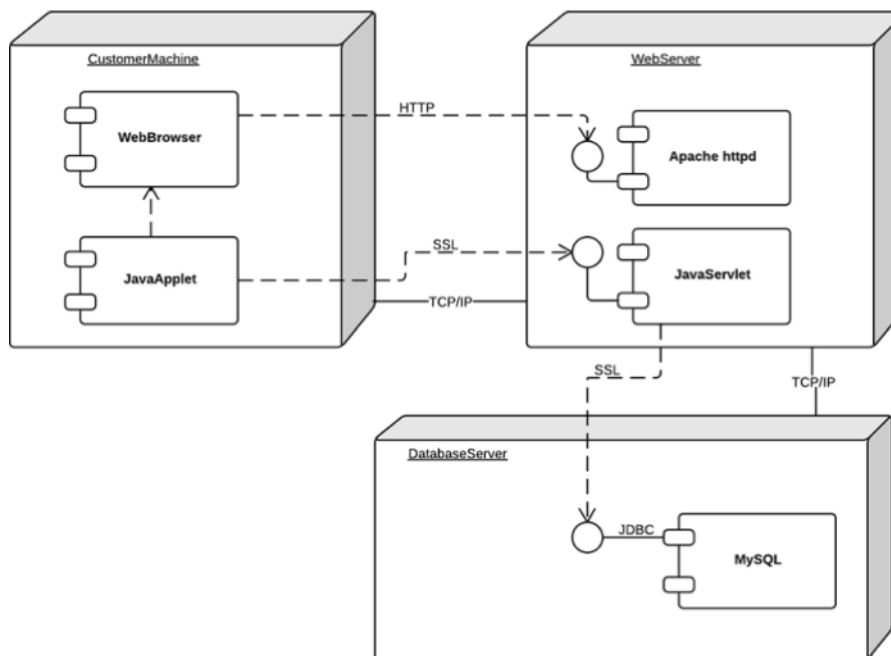 CustomerMachine
WebServer
WebBrowser
HTTP
Apache httpd
JavaApplet
SSL
JavaServlet
TCP/IP
SSL
TCP/IP
DatabaseServer
JDBC
MySQL